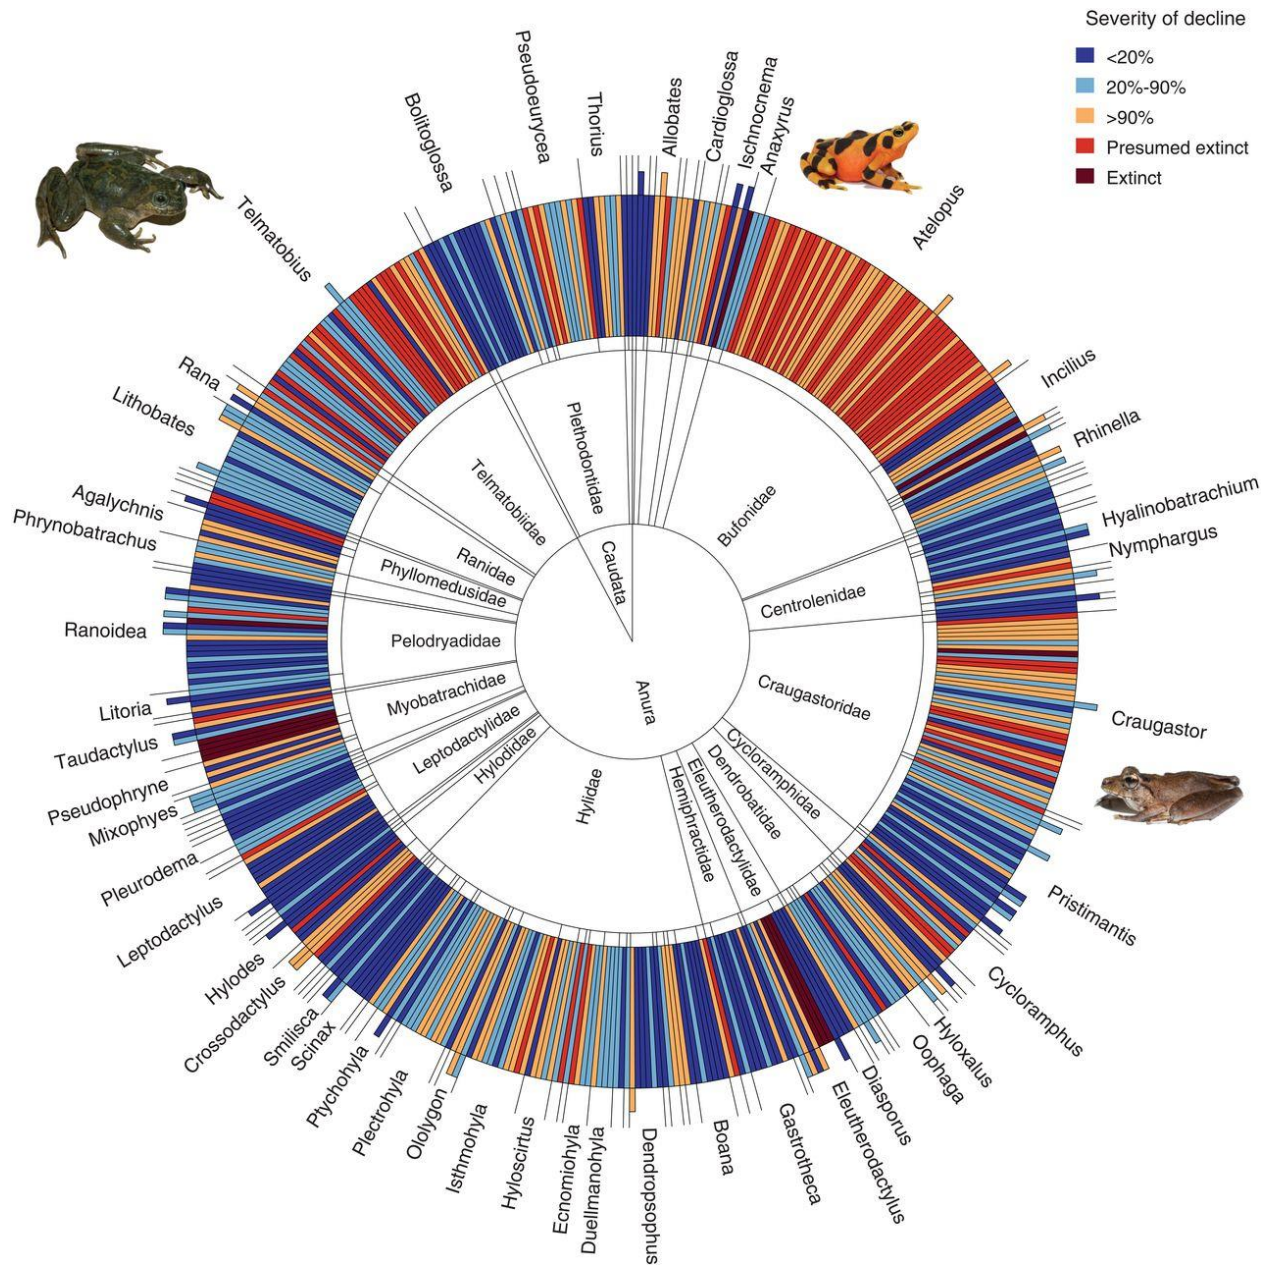 Severity of decline
<20%
20%-90%
>90%
Presumed extinct
Extinct
Bolitoglossa
Pseudoeurycea
Thorius
Allobates
Cardioglossa
Ischnocnema
Anaxyrus
Atelopus
Incilius
Rhinella
Hyalinobatrachium
Nymphargus
Craugastor
Pristimantis
Cycloramphus
Hyloxalus
Oophaga
Diasporus
Eleutherodactylus
Gastrotheca
Boana
Dendropsophus
Duellmanohyla
Ecnomiohyla
Hyloscirtus
Isthmohyla
Ololygon
Plectrohyla
Ptychohyla
Scinax
Smilisca
Crossodactylus
Hylodes
Leptodactylus
Pleurodema
Mixophyes
Pseudophryne
Taudactylus
Litoria
Ranoidea
Phrynobatrachus
Agalychnis
Lithobates
Rana
Telmatobius
Plethodontidae
Bufonidae
Centrolenidae
Craugastoridae
Cycloramphidae
Dendrobatidae
Eleutherodactylidae
Hemiphractidae
Hylidae
Hylodidae
Leptodactylidae
Myobatrachidae
Pelodryadidae
Phyllomedusidae
Ranidae
Telmatobiidae
Caudata
Anura